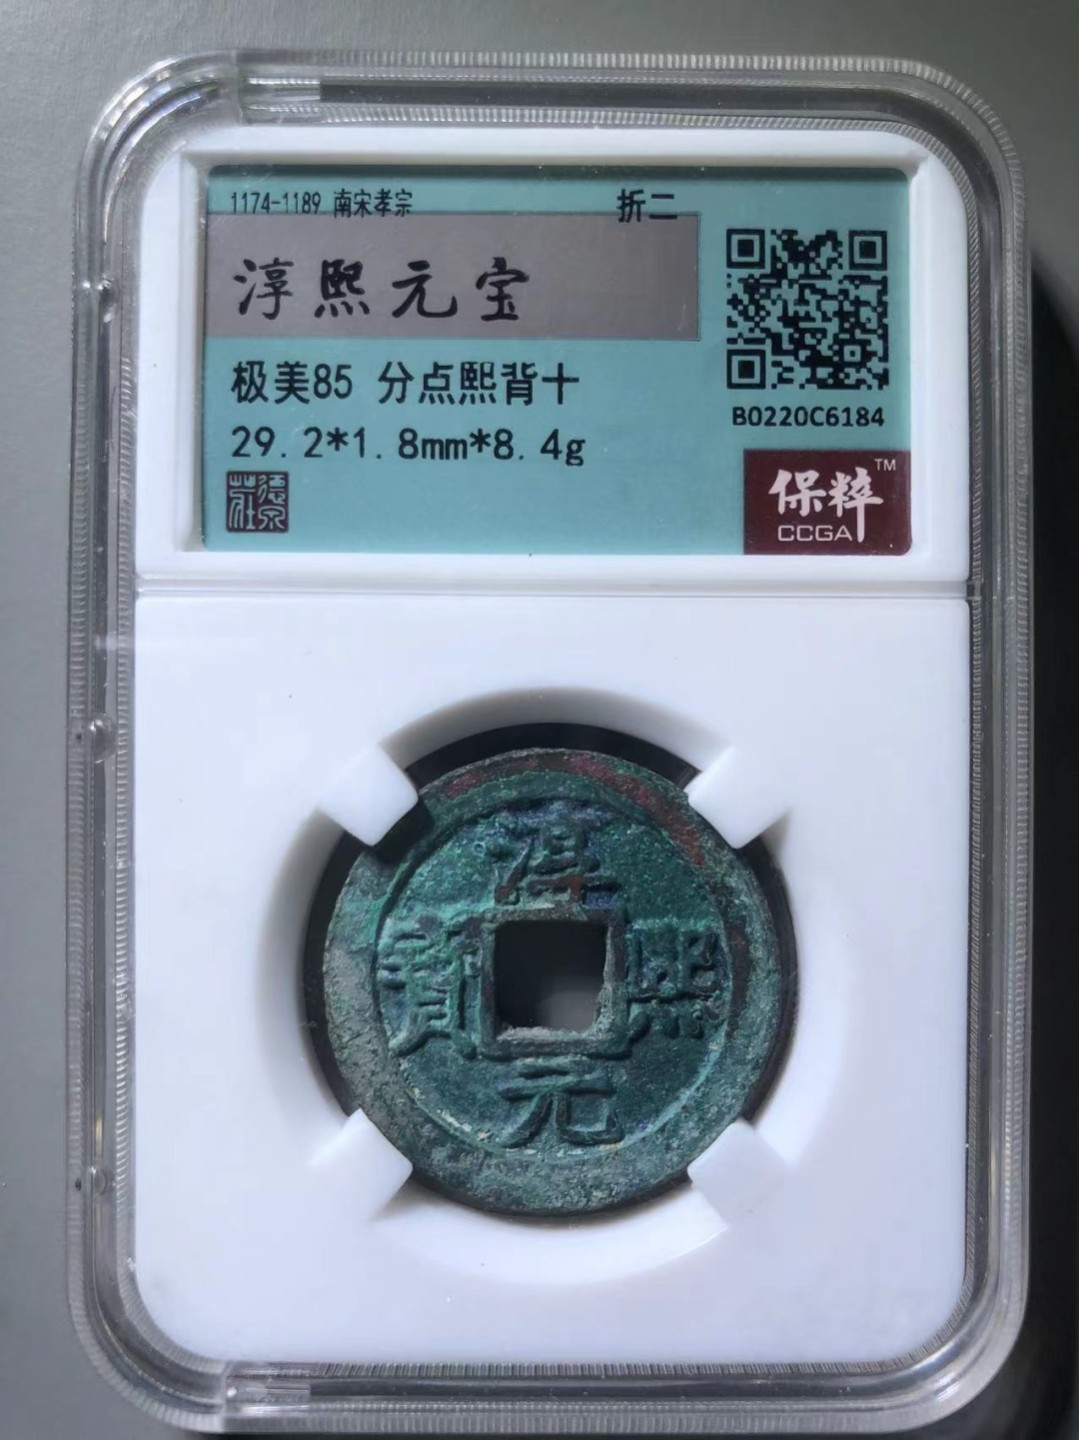 1174-1189 南宋孝宗 折二
淳熙元宝
极美85 分点熙背十
29.2*1.8mm*8.4g
B0220C6184
保粹™
CCGA
淳
寶 熙
元